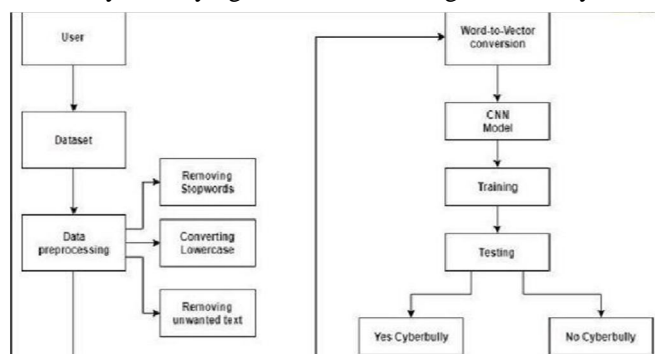 User
Dataset
Data
preprocessing
Removing
Stopwords
Converting
Lowercase
Removing
unwanted text
Word-to-Vector
conversion
CNN
Model
Training
Testing
Yes Cyberbully
No Cyberbully